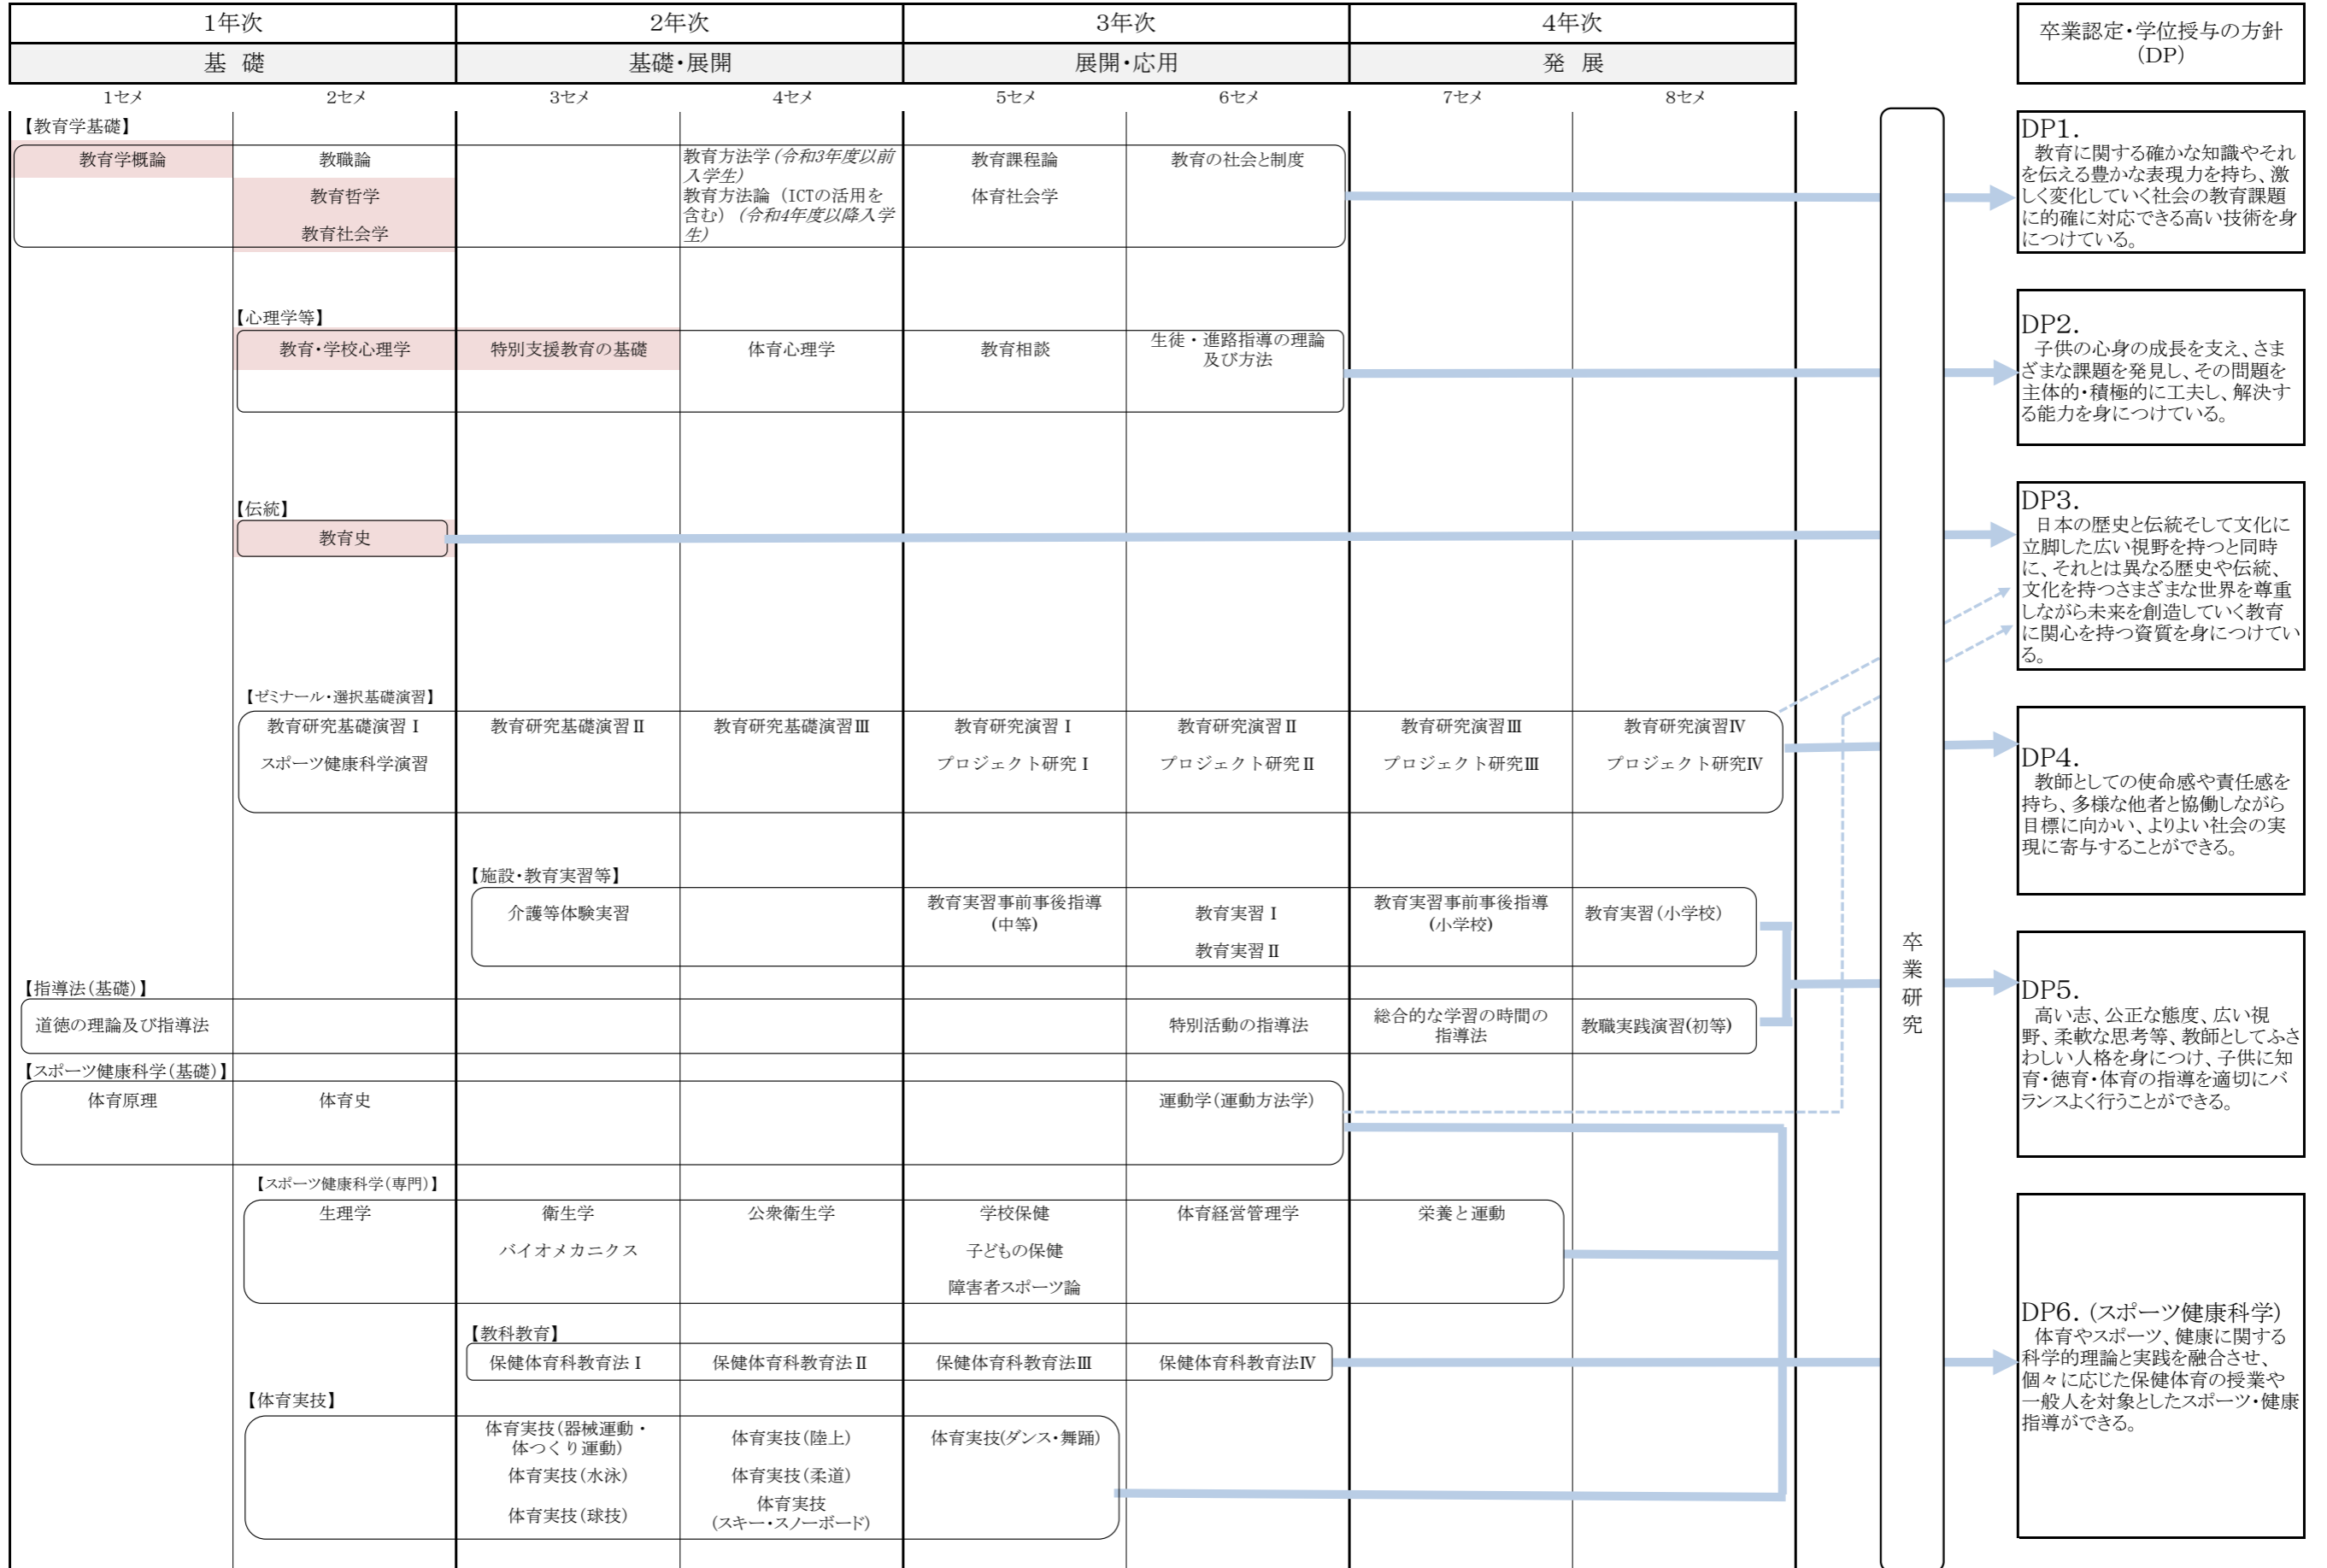 1年次
2年次
3年次
4年次
卒業認定・学位授与の方針
(DP)
基 礎
基礎・展開
展開・応用
発 展
1セメ
2セメ
3セメ
4セメ
5セメ
6セメ
7セメ
8セメ
【教育学基礎】
教育学概論
教職論
教育哲学
教育社会学
教育方法学(令和3年度以前
入学生)
教育方法論（ICTの活用を
含む）(令和4年度以降入学
生)
教育課程論
体育社会学
教育の社会と制度
DP1.
教育に関する確かな知識やそれ
を伝える豊かな表現力を持ち、激
しく変化していく社会の教育課題
に的確に対応できる高い技術を身
につけている。
【心理学等】
教育・学校心理学
特別支援教育の基礎
体育心理学
教育相談
生徒・進路指導の理論
及び方法
DP2.
子供の心身の成長を支え、さま
ざまな課題を発見し、その問題を
主体的・積極的に工夫し、解決す
る能力を身につけている。
【伝統】
教育史
DP3.
日本の歴史と伝統そして文化に
立脚した広い視野を持つと同時
に、それとは異なる歴史や伝統、
文化を持つさまざまな世界を尊重
しながら未来を創造していく教育
に関心を持つ資質を身につけてい
る。
【ゼミナール・選択基礎演習】
教育研究基礎演習Ⅰ
スポーツ健康科学演習
教育研究基礎演習Ⅱ
教育研究基礎演習Ⅲ
教育研究演習Ⅰ
プロジェクト研究Ⅰ
教育研究演習Ⅱ
プロジェクト研究Ⅱ
教育研究演習Ⅲ
プロジェクト研究Ⅲ
教育研究演習Ⅳ
プロジェクト研究Ⅳ
DP4.
教師としての使命感や責任感を
持ち、多様な他者と協働しながら
目標に向かい、よりよい社会の実
現に寄与することができる。
【施設・教育実習等】
介護等体験実習
教育実習事前事後指導
(中等)
教育実習Ⅰ
教育実習Ⅱ
教育実習事前事後指導
(小学校)
教育実習(小学校)
卒
業
研
究
【指導法(基礎)】
道徳の理論及び指導法
特別活動の指導法
総合的な学習の時間の
指導法
教職実践演習(初等)
DP5.
高い志、公正な態度、広い視
野、柔軟な思考等、教師としてふさ
わしい人格を身につけ、子供に知
育・徳育・体育の指導を適切にバ
ランスよく行うことができる。
【スポーツ健康科学(基礎)】
体育原理
体育史
運動学(運動方法学)
【スポーツ健康科学(専門)】
生理学
衛生学
バイオメカニクス
公衆衛生学
学校保健
子どもの保健
障害者スポーツ論
体育経営管理学
栄養と運動
【教科教育】
保健体育科教育法Ⅰ
保健体育科教育法Ⅱ
保健体育科教育法Ⅲ
保健体育科教育法Ⅳ
DP6. (スポーツ健康科学)
体育やスポーツ、健康に関する
科学的理論と実践を融合させ、
個々に応じた保健体育の授業や
一般人を対象としたスポーツ・健康
指導ができる。
【体育実技】
体育実技(器械運動・
体つくり運動)
体育実技(水泳)
体育実技(球技)
体育実技(陸上)
体育実技(柔道)
体育実技
(スキー・スノーボード)
体育実技(ダンス・舞踊)